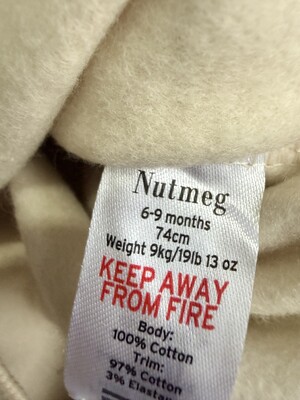 Nutmeg
6-9 months
74cm
Weight 9kg/19lb 13 oz
KEEP AWAY
FROM FIRE
Body:
100% Cotton
Trim:
97% Cotton
3% Elasta